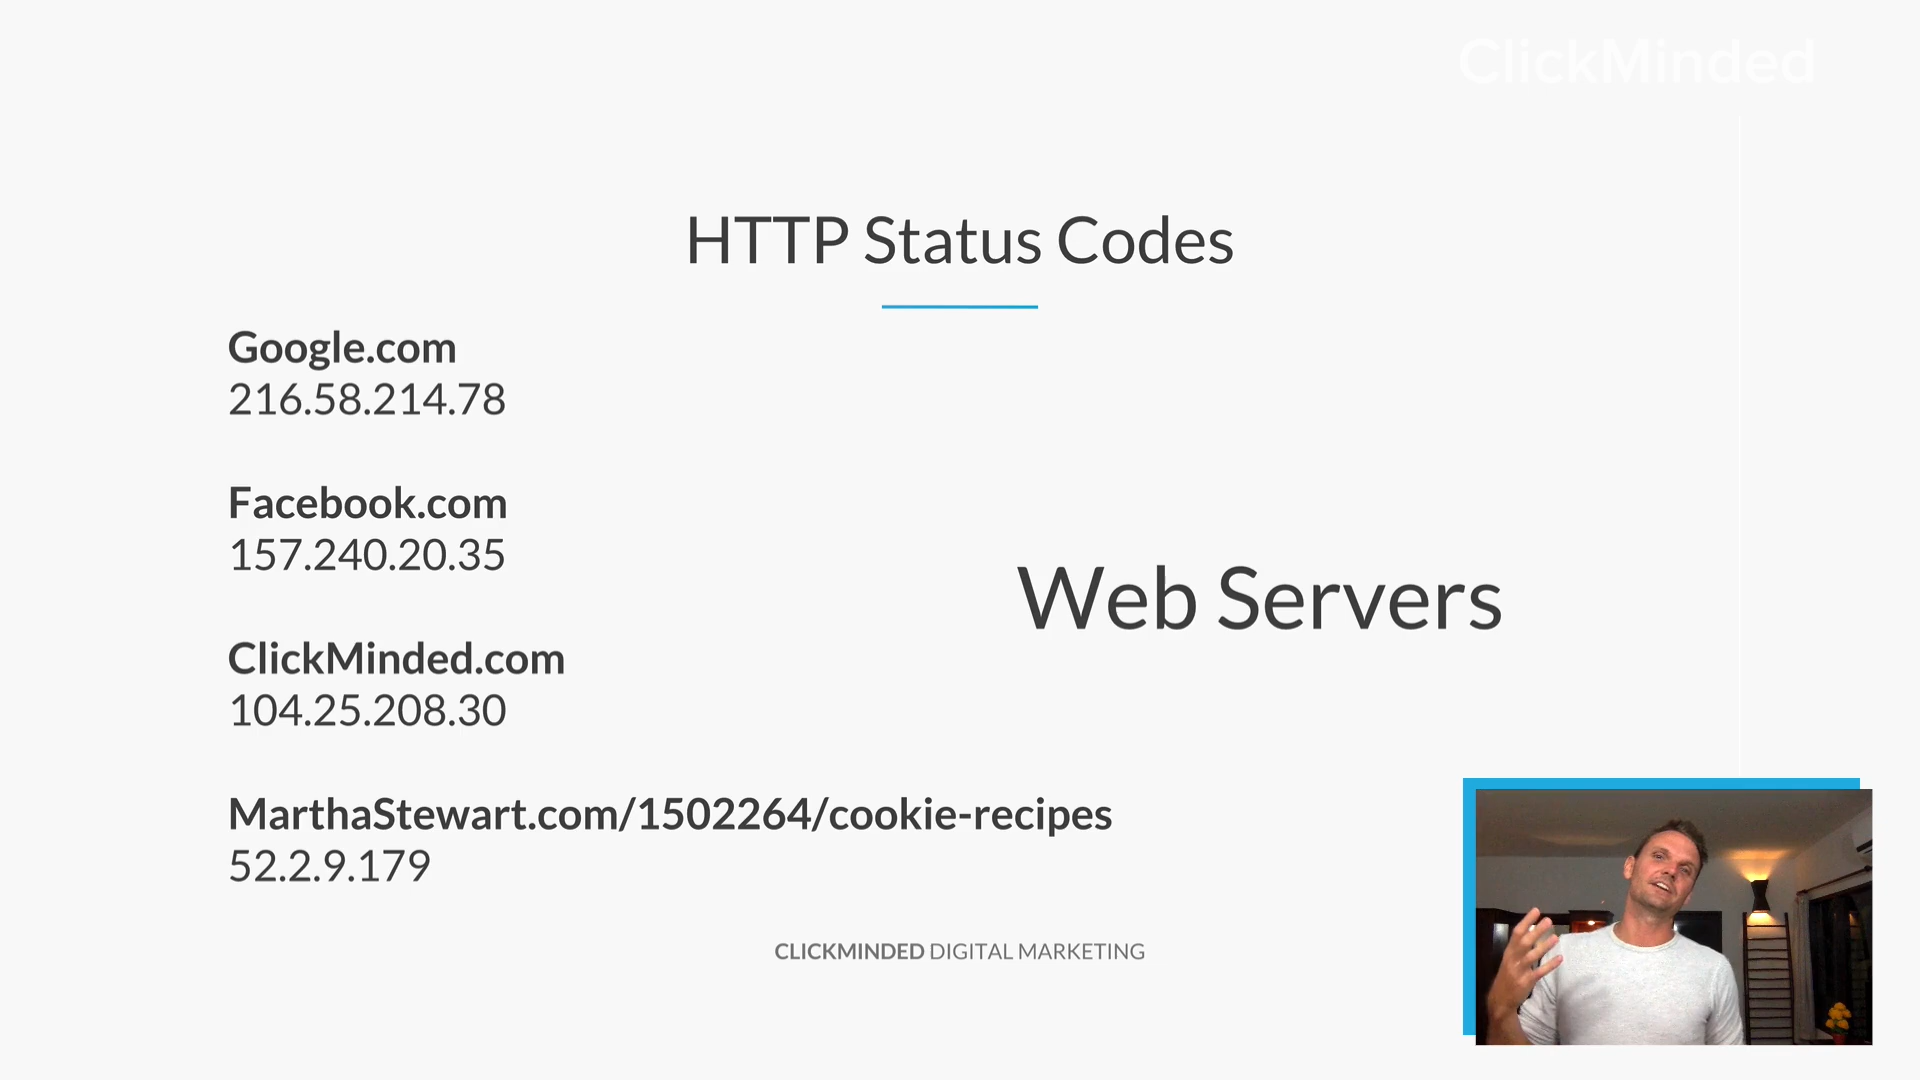 ClickMinded
HTTP Status Codes
Google.com
216.58.214.78
Facebook.com
157.240.20.35
Web Servers
ClickMinded.com
104.25.208.30
MarthaStewart.com/1502264/cookie-recipes
52.2.9.179
CLICKMINDED DIGITAL MARKETING